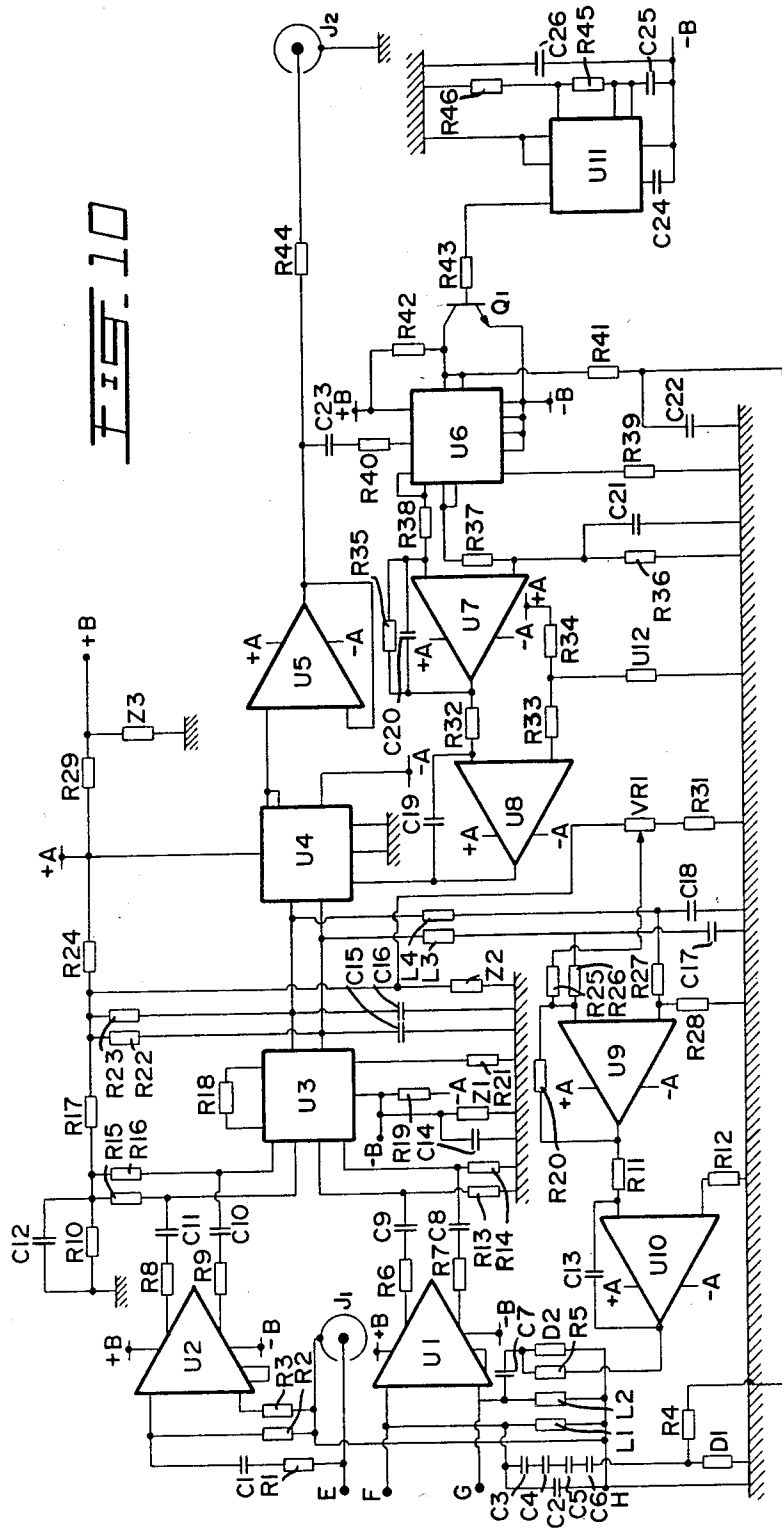 Fig. 10
+B
Z3
R29
+A
R24
R23
R22
R17
R15
R16
C12
R10
C11
C10
R8
R9
+B
U2
-B
R3
R2
J1
C1
R1
E
F
G
H
U3
R18
C15
C16
Z2
R21
-B
R19
-A
Z1
C14
C9
C8
R13
R14
R6
R7
+B
U1
-B
C7
D2
R5
L2
L1
C3
C4
C2
C5
C6
R4
D1
U4
-A
U5
+A
-A
R44
J2
C23
R40
+B
R42
U6
-B
Q1
R43
R41
C22
R39
C21
R36
R38
R37
R35
C20
U7
+A
-A
R32
+A
R34
R33
U12
C19
U8
+A
-A
VR1
R31
L4
L3
C18
C17
R25
R26
R27
R28
U9
+A
-A
R20
R11
R12
C13
U10
+A
-A
R46
R45
C26
C25
U11
C24
-B